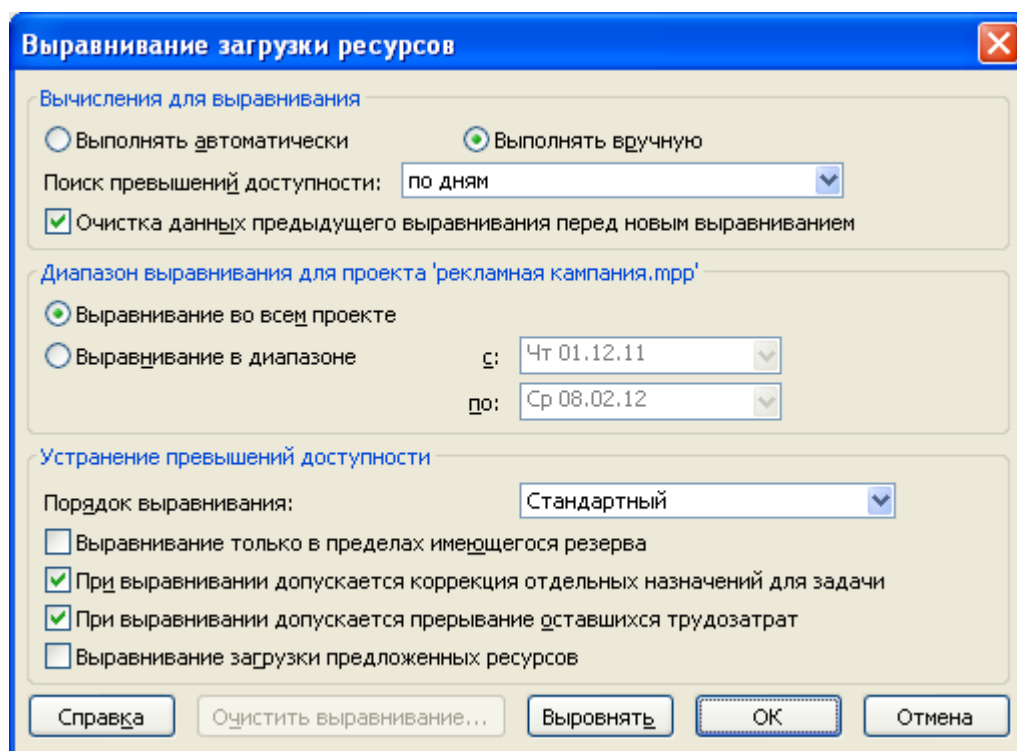 Выравнивание загрузки ресурсов
Вычисления для выравнивания
Выполнять автоматически Выполнять вручную
Поиск превышений доступности: по дням
Очистка данных предыдущего выравнивания перед новым выравниванием
Диапазон выравнивания для проекта 'рекламная кампания.mpp'
Выравнивание во всем проекте
Выравнивание в диапазоне с: Чт 01.12.11
по: Ср 08.02.12
Устранение превышений доступности
Порядок выравнивания: Стандартный
Выравнивание только в пределах имеющегося резерва
При выравнивании допускается коррекция отдельных назначений для задачи
При выравнивании допускается прерывание оставшихся трудозатрат
Выравнивание загрузки предложенных ресурсов
Справка Очистить выравнивание... Выровнять ОК Отмена